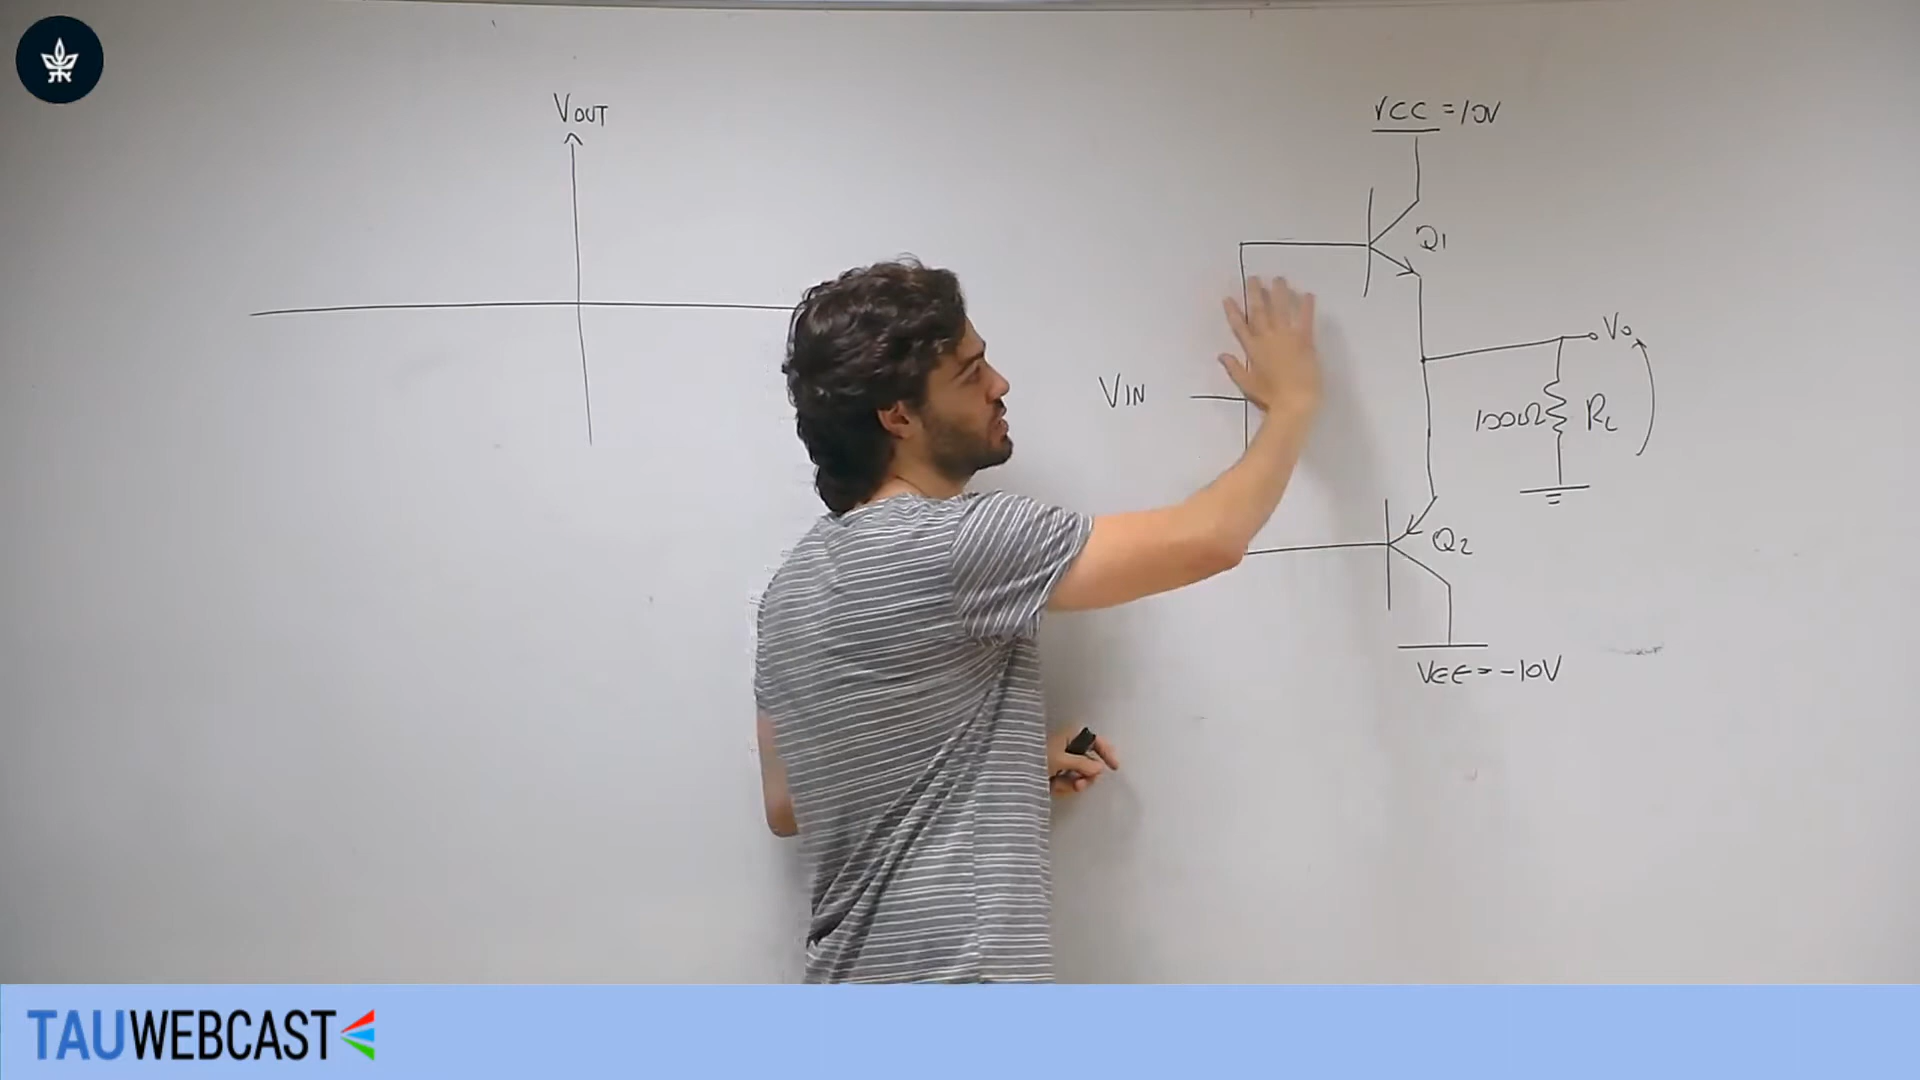 VOUT
VCC = 10V
Q1
Vo
VIN
100Ω RL
Q2
VEE = -10V
TAUWEBCAST